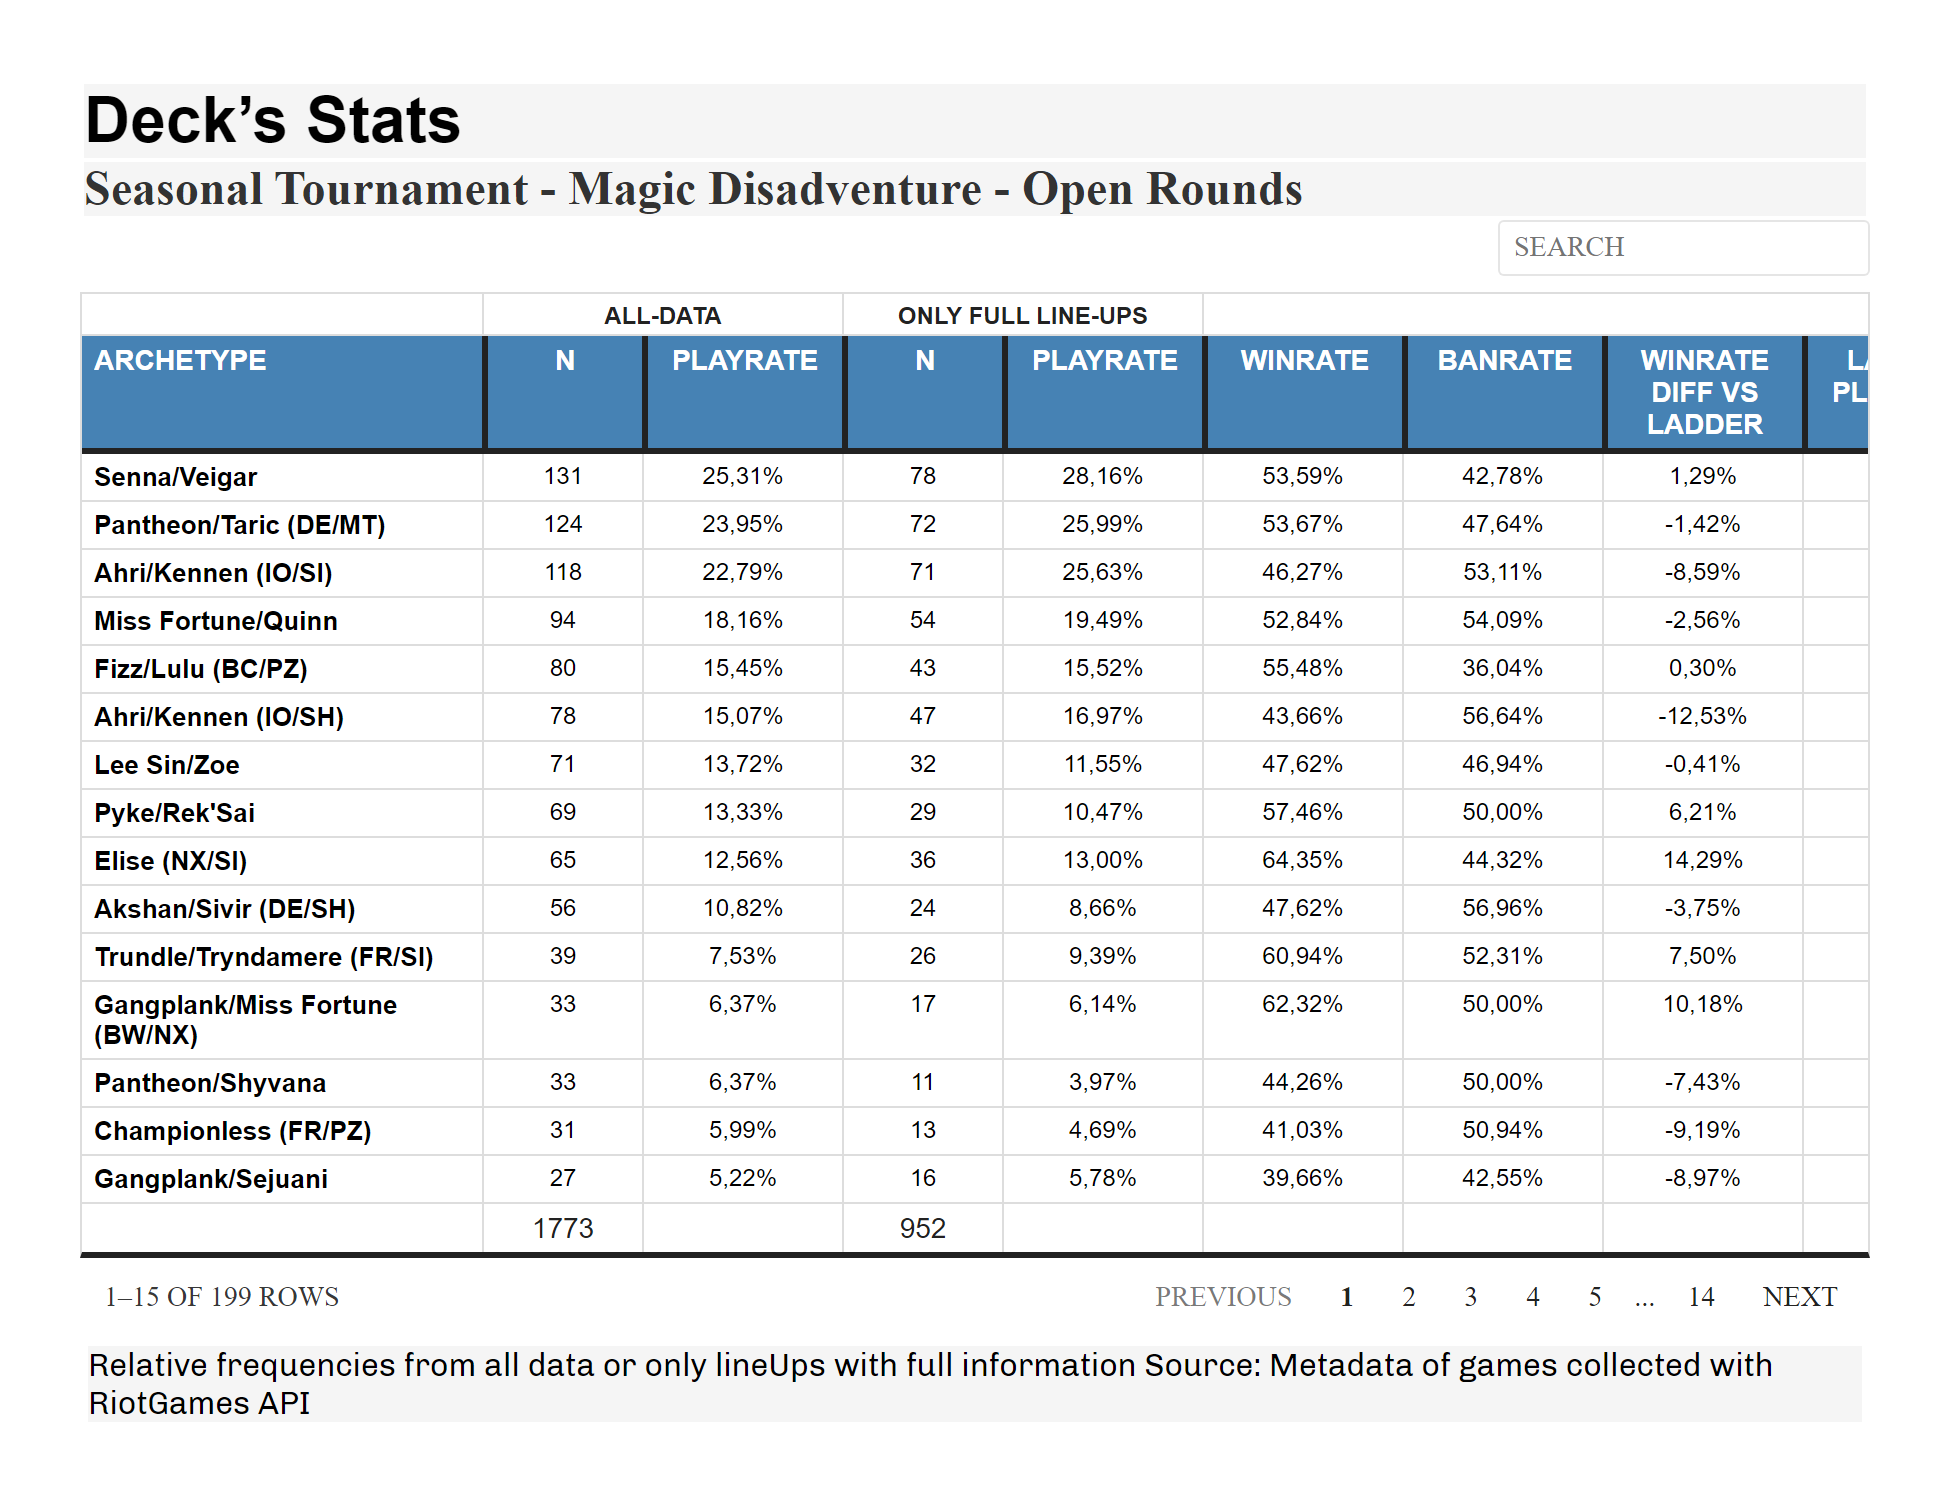 Deck’s Stats
Seasonal Tournament - Magic Disadventure - Open Rounds
SEARCH
ALL-DATA ONLY FULL LINE-UPS
ARCHETYPE N PLAYRATE N PLAYRATE WINRATE BANRATE WINRATE
DIFF VS
LADDER
Senna/Veigar 131 25,31% 78 28,16% 53,59% 42,78% 1,29%
Pantheon/Taric (DE/MT) 124 23,95% 72 25,99% 53,67% 47,64% -1,42%
Ahri/Kennen (IO/SI) 118 22,79% 71 25,63% 46,27% 53,11% -8,59%
Miss Fortune/Quinn 94 18,16% 54 19,49% 52,84% 54,09% -2,56%
Fizz/Lulu (BC/PZ) 80 15,45% 43 15,52% 55,48% 36,04% 0,30%
Ahri/Kennen (IO/SH) 78 15,07% 47 16,97% 43,66% 56,64% -12,53%
Lee Sin/Zoe 71 13,72% 32 11,55% 47,62% 46,94% -0,41%
Pyke/Rek'Sai 69 13,33% 29 10,47% 57,46% 50,00% 6,21%
Elise (NX/SI) 65 12,56% 36 13,00% 64,35% 44,32% 14,29%
Akshan/Sivir (DE/SH) 56 10,82% 24 8,66% 47,62% 56,96% -3,75%
Trundle/Tryndamere (FR/SI) 39 7,53% 26 9,39% 60,94% 52,31% 7,50%
Gangplank/Miss Fortune 33 6,37% 17 6,14% 62,32% 50,00% 10,18%
(BW/NX)
Pantheon/Shyvana 33 6,37% 11 3,97% 44,26% 50,00% -7,43%
Championless (FR/PZ) 31 5,99% 13 4,69% 41,03% 50,94% -9,19%
Gangplank/Sejuani 27 5,22% 16 5,78% 39,66% 42,55% -8,97%
1773 952
1–15 OF 199 ROWS PREVIOUS 1 2 3 4 5 ... 14 NEXT
Relative frequencies from all data or only lineUps with full information Source: Metadata of games collected with
RiotGames API